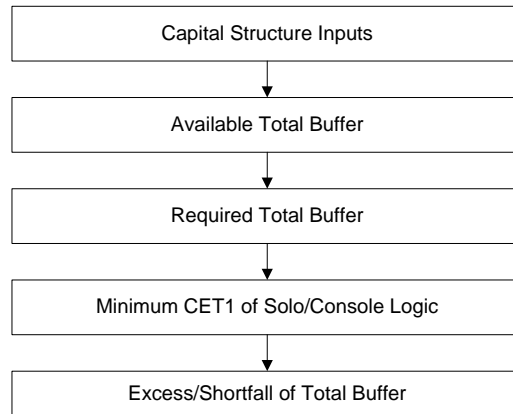 Capital Structure Inputs
Available Total Buffer
Required Total Buffer
Minimum CET1 of Solo/Console Logic
Excess/Shortfall of Total Buffer